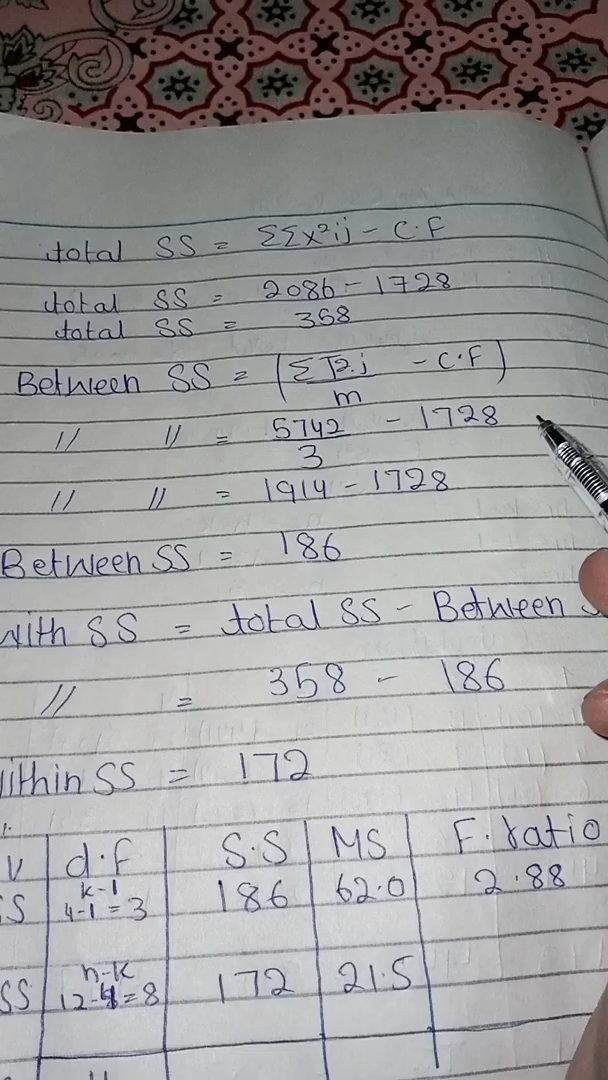 total SS = ΣΣx²ij - C.F
total SS = 2086 - 1728
total SS = 358
Between SS = (ΣT².j / m - C.F)
〃 〃 = 5742 / 3 - 1728
〃 〃 = 1914 - 1728
Between SS = 186
with SS = total SS - Between
〃 = 358 - 186
ithin SS = 172
V d.f S.S MS F.ratio
SS k-1 4-1=3 186 62.0 2.88
SS n-k 12-4=8 172 21.5